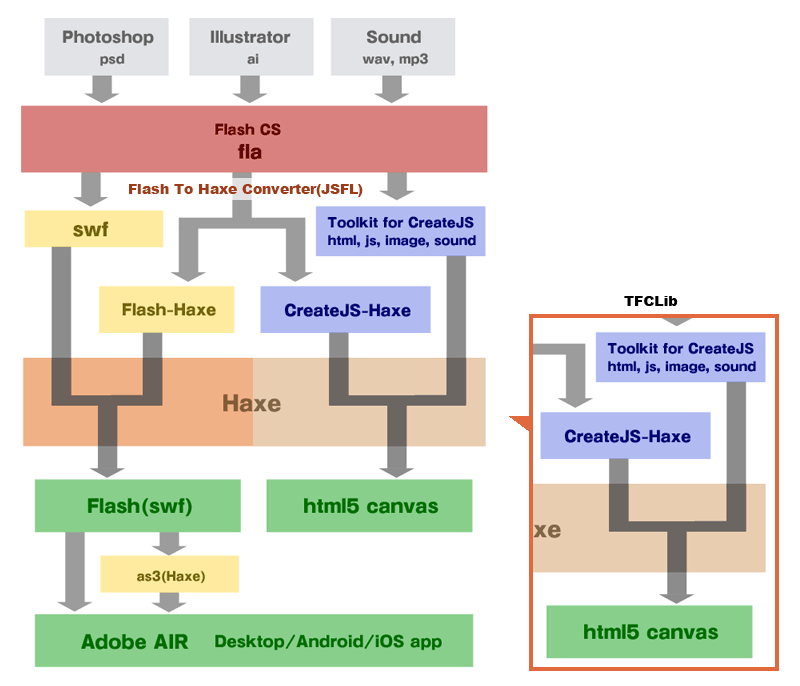 Photoshop
psd
Illustrator
ai
Sound
wav, mp3
Flash CS
fla
Flash To Haxe Converter(JSFL)
swf
Toolkit for CreateJS
html, js, image, sound
Flash-Haxe
CreateJS-Haxe
Haxe
Flash(swf)
html5 canvas
as3(Haxe)
Adobe AIR Desktop/Android/iOS app
TFCLib
Toolkit for CreateJS
html, js, image, sound
CreateJS-Haxe
xe
html5 canvas